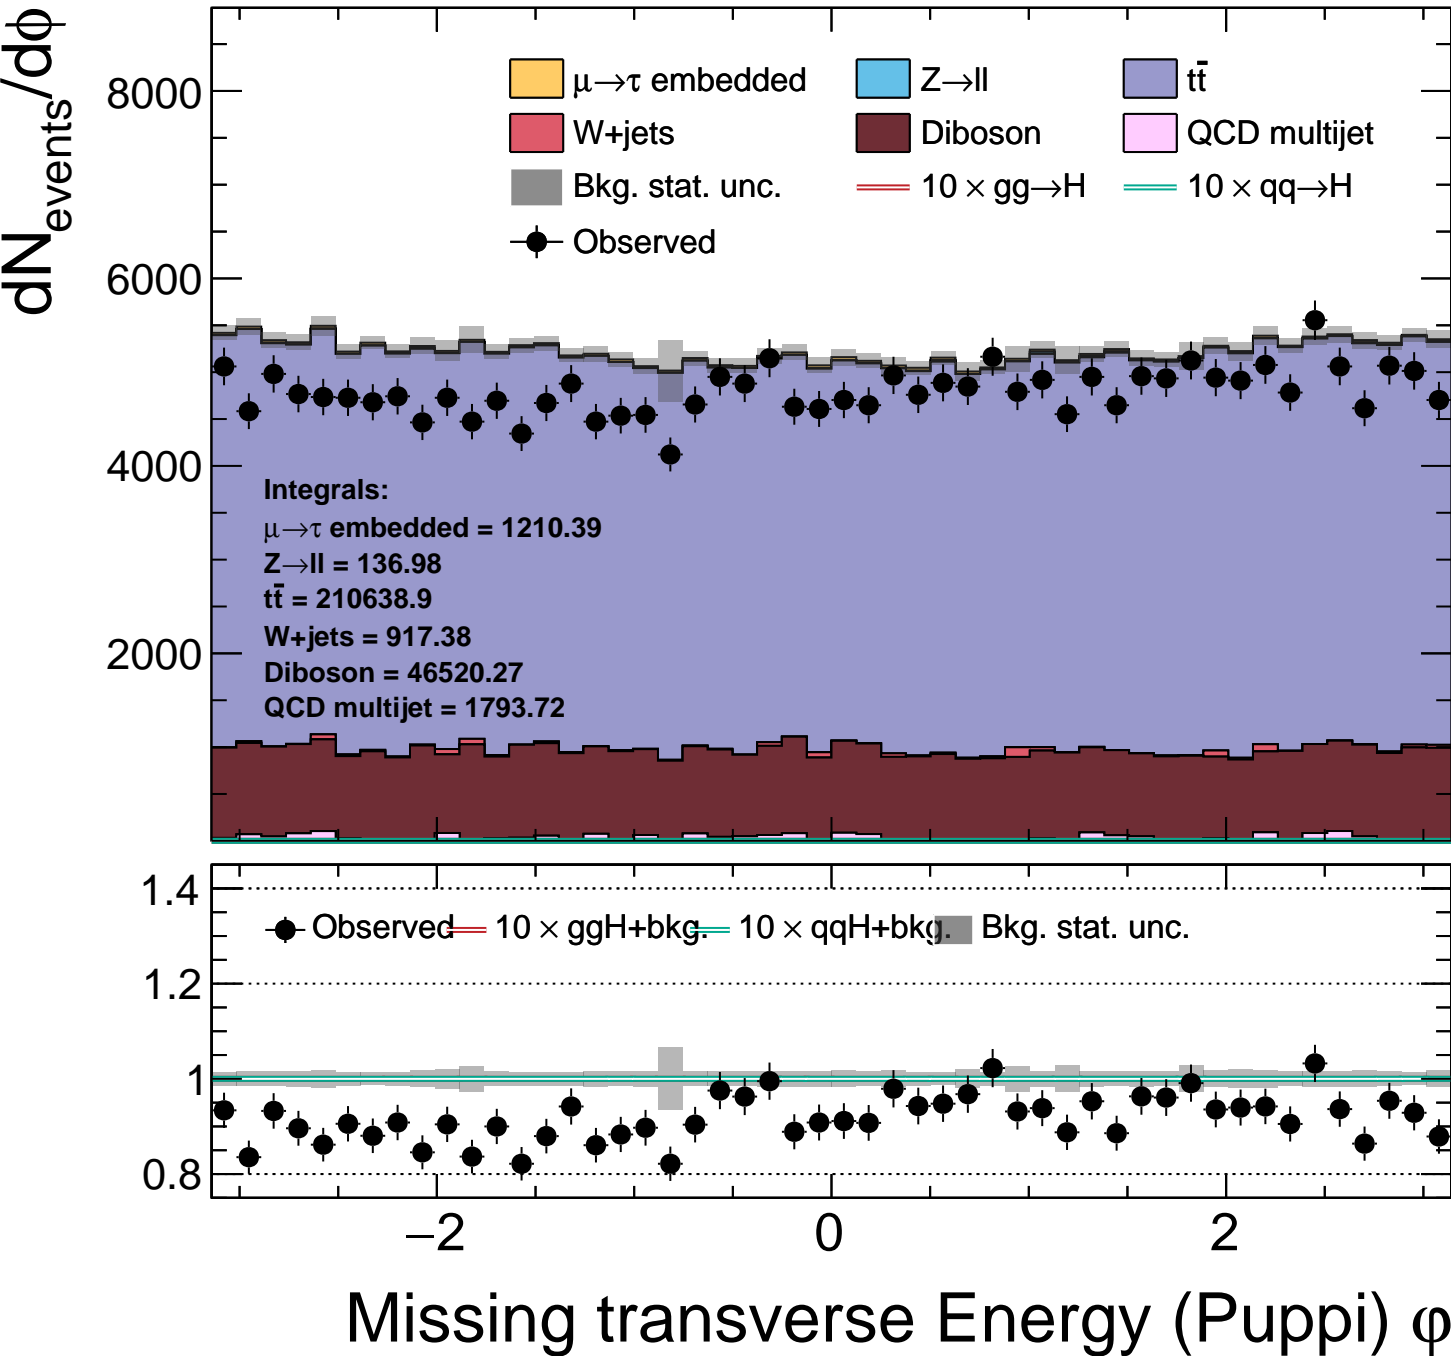 dN_events/dϕ
8000
6000
4000
2000
μ→τ embedded
Z→ll
tt̄
W+jets
Diboson
QCD multijet
Bkg. stat. unc.
10 × gg→H
10 × qq→H
Observed
Integrals:
μ→τ embedded = 1210.39
Z→ll = 136.98
tt̄ = 210638.9
W+jets = 917.38
Diboson = 46520.27
QCD multijet = 1793.72
1.4
1.2
1
0.8
Observed
10 × ggH+bkg.
10 × qqH+bkg.
Bkg. stat. unc.
−2
0
2
Missing transverse Energy (Puppi) φ